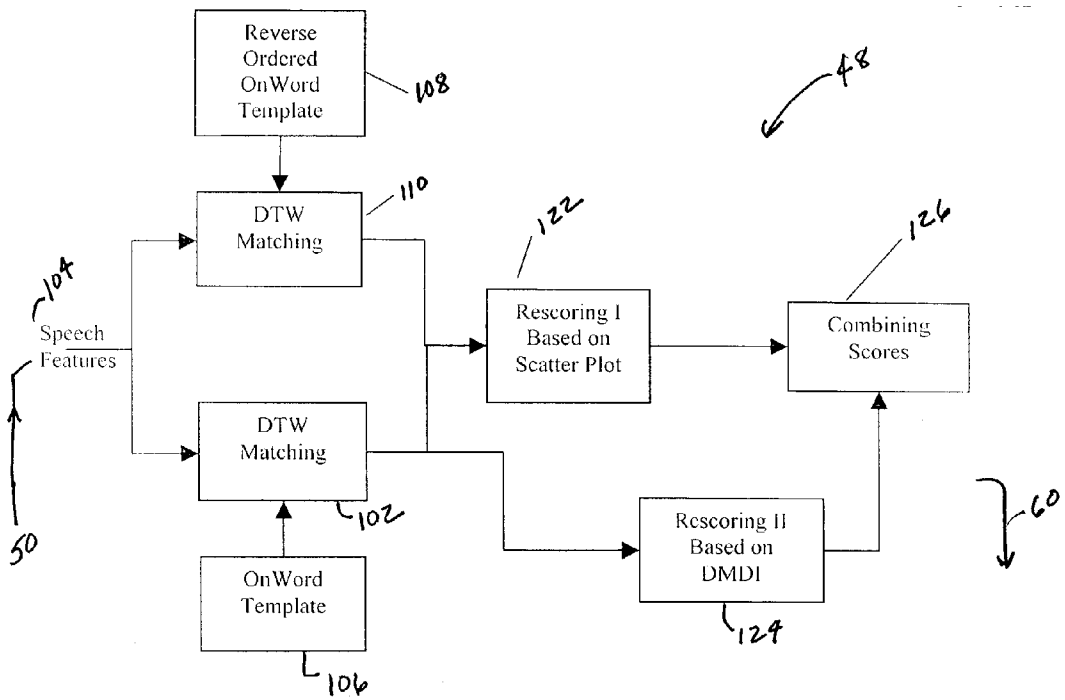 Reverse
Ordered
OnWord
Template
108
48
DTW
Matching
110
122
126
104
Speech
Features
Rescoring I
Based on
Scatter Plot
Combining
Scores
DTW
Matching
102
50
60
Rescoring II
Based on
DMDI
124
OnWord
Template
106